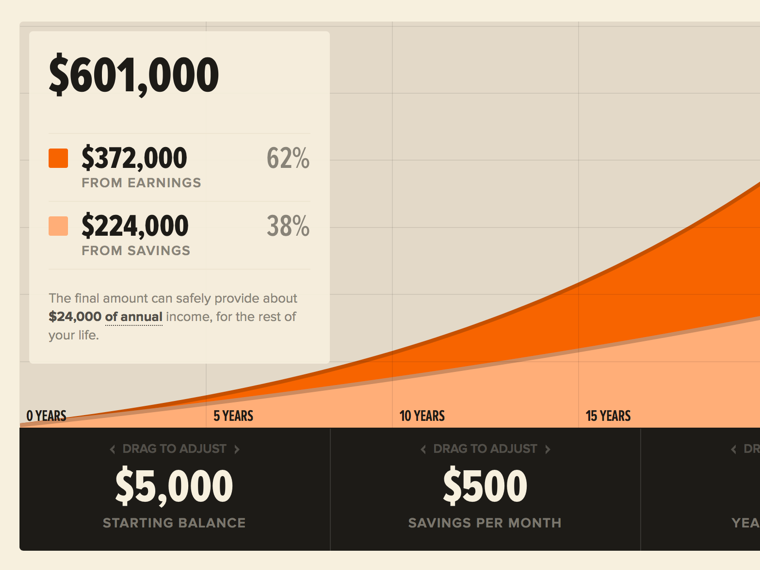 $601,000
$372,000 62%
FROM EARNINGS
$224,000 38%
FROM SAVINGS
The final amount can safely provide about
$24,000 of annual income, for the rest of
your life.
0 YEARS 5 YEARS 10 YEARS 15 YEARS
‹ DRAG TO ADJUST › ‹ DRAG TO ADJUST › ‹
$5,000 $500
STARTING BALANCE SAVINGS PER MONTH